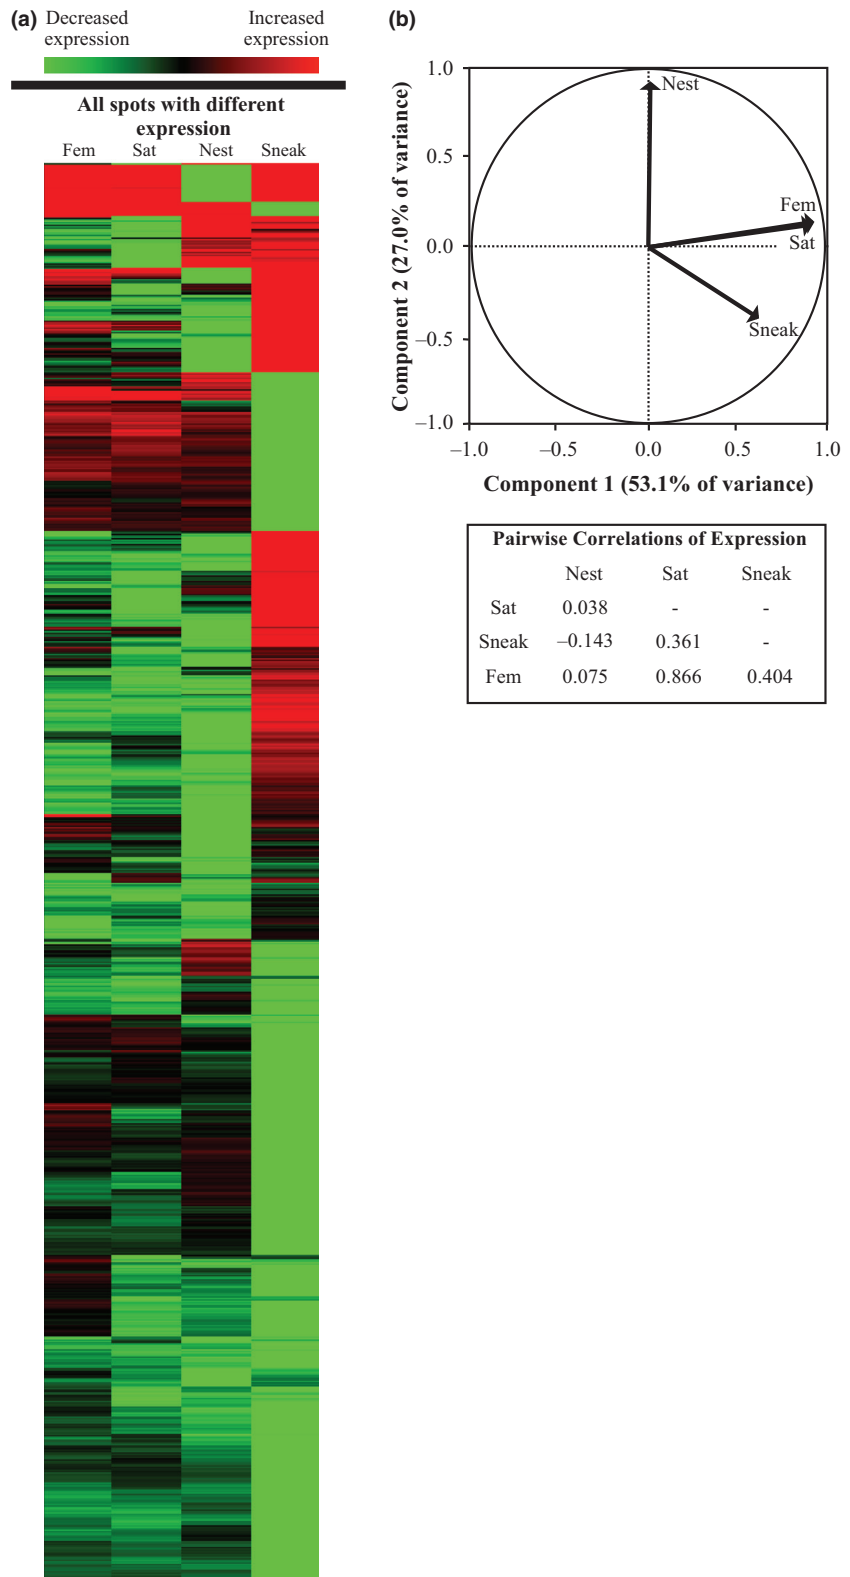 (a)
Decreased expression
Increased expression
All spots with different
expression
Fem Sat Nest Sneak
(b)
Component 2 (27.0% of variance)
1.0
0.5
0.0
–0.5
–1.0
Nest
Fem
Sat
Sneak
–1.0 –0.5 0.0 0.5 1.0
Component 1 (53.1% of variance)
Pairwise Correlations of Expression
Nest Sat Sneak
Sat 0.038 - -
Sneak –0.143 0.361 -
Fem 0.075 0.866 0.404